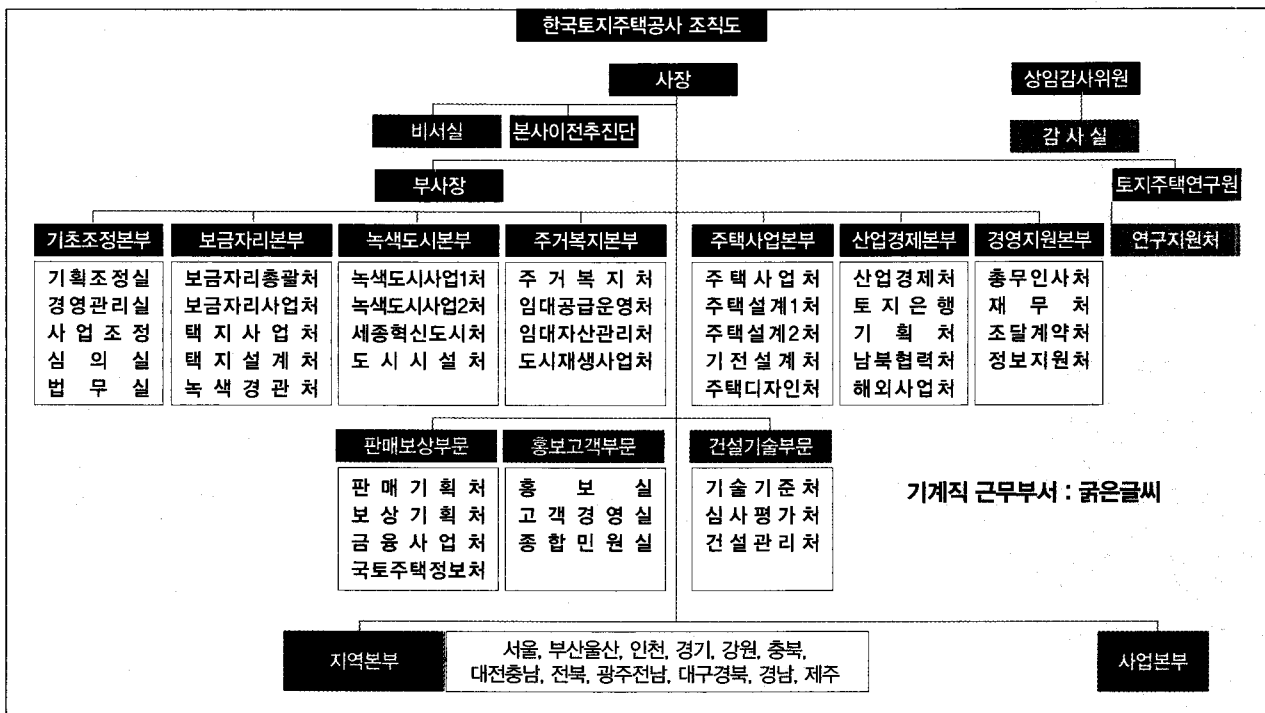 한국토지주택공사 조직도
사장
상임감사위원
비서실
본사이전추진단
감 사 실
부사장
토지주택연구원
연구지원처
기초조정본부
기획조정실
경영관리실
사 업 조 정
심 의 실
법 무 실
보금자리본부
보금자리총괄처
보금자리사업처
택 지 사 업 처
택 지 설 계 처
녹 색 경 관 처
녹색도시본부
녹색도시사업1처
녹색도시사업2처
세종혁신도시처
도 시 시 설 처
주거복지본부
주 거 복 지 처
임대공급운영처
임대자산관리처
도시재생사업처
주택사업본부
주 택 사 업 처
주택설계1처
주택설계2처
기 전 설 계 처
주택디자인처
산업경제본부
산업경제처
토 지 은 행
기 획 처
남북협력처
해외사업처
경영지원본부
총무인사처
재 무 처
조달계약처
정보지원처
판매보상부문
판 매 기 획 처
보 상 기 획 처
금 융 사 업 처
국토주택정보처
홍보고객부문
홍 보 실
고 객 경 영 실
종 합 민 원 실
건설기술부문
기 술 기 준 처
심 사 평 가 처
건 설 관 리 처
기계직 근무부서 : 굵은글씨
지역본부
서울, 부산울산, 인천, 경기, 강원, 충북,
대전충남, 전북, 광주전남, 대구경북, 경남, 제주
사업본부